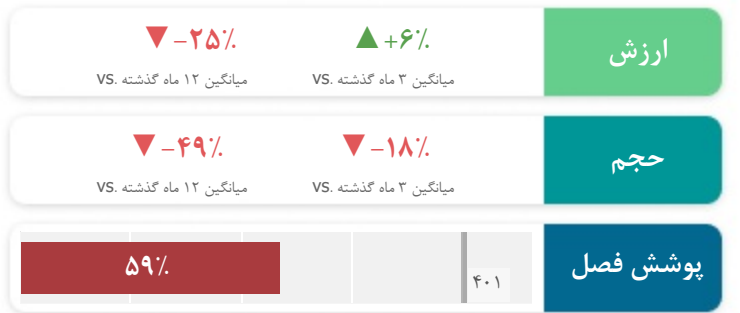 ارزش
▲ +۶٪ ▼ -۲۵٪
میانگین ۳ ماه گذشته .VS میانگین ۱۲ ماه گذشته .VS
حجم
▼ -۱۸٪ ▼ -۴۹٪
میانگین ۳ ماه گذشته .VS میانگین ۱۲ ماه گذشته .VS
پوشش فصل
۴۰۱
۵۹٪